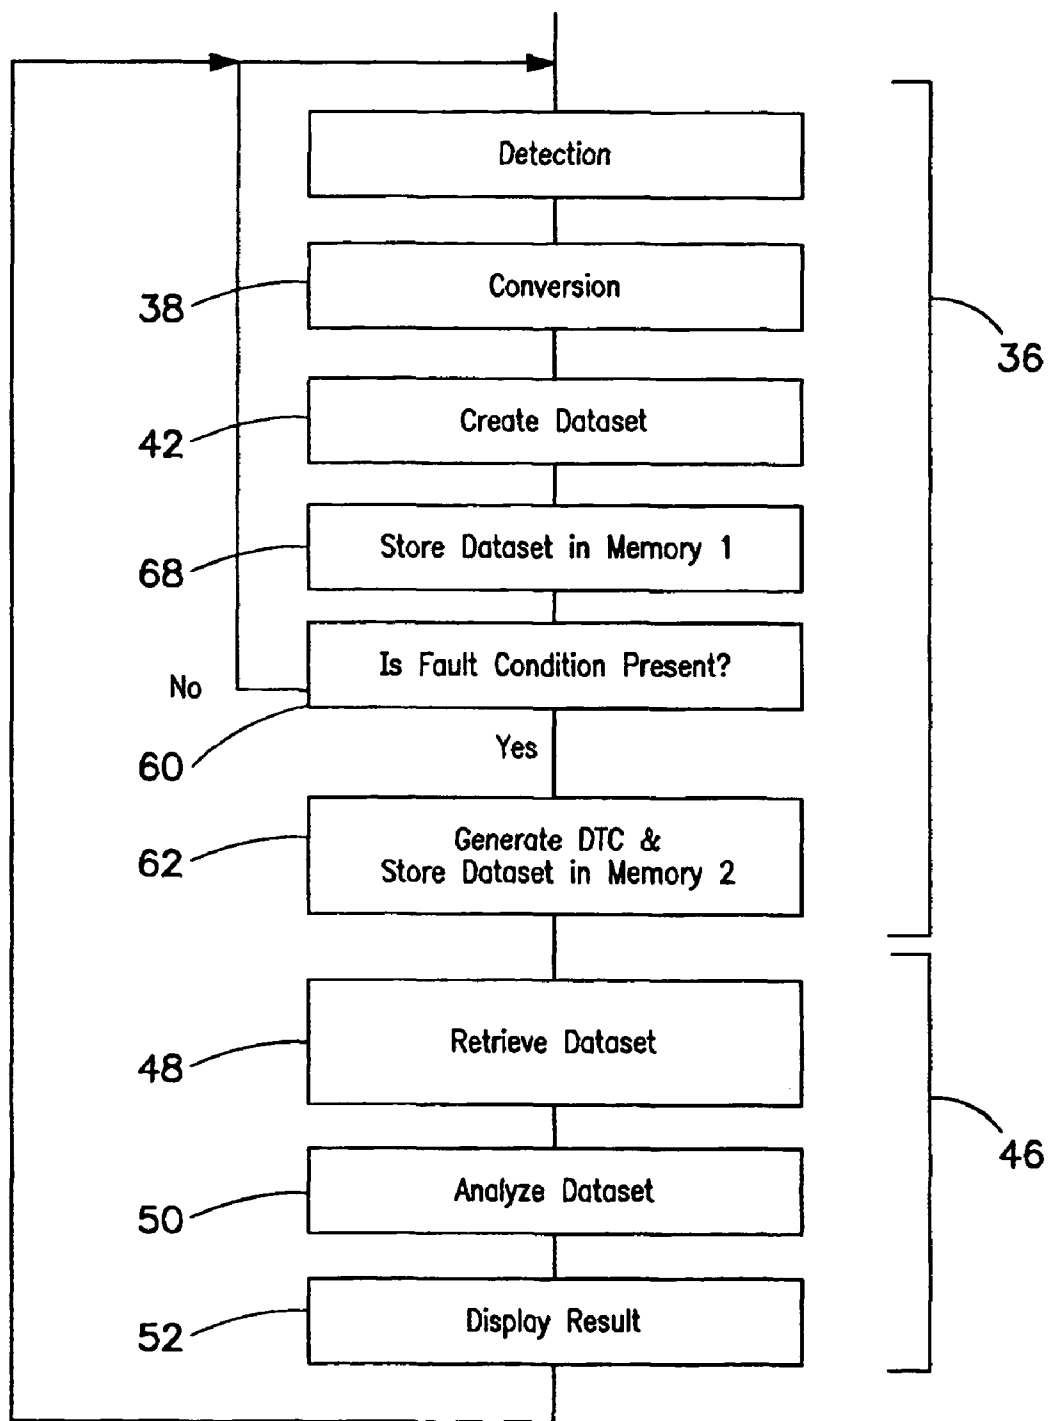 Detection
Conversion
38
36
Create Dataset
42
Store Dataset in Memory 1
68
Is Fault Condition Present?
No
60
Yes
Generate DTC &
Store Dataset in Memory 2
62
Retrieve Dataset
48
46
Analyze Dataset
50
Display Result
52